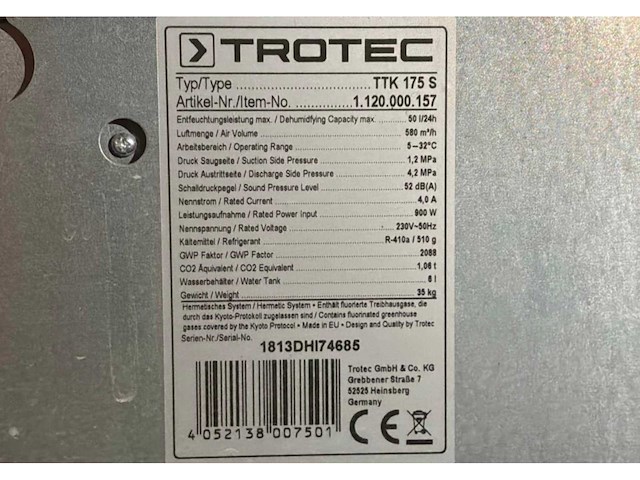 TROTEC
Typ/Type ........................... TTK 175 S
Artikel-Nr./Item-No. ............... 1.120.000.157
Entfeuchtungsleistung max. / Dehumidfying Capacity max. ........ 50 l/24h
Luftmenge / Air Volume ........ 580 m³/h
Arbeitsbereich / Operating Range ........ 5–32°C
Druck Saugseite / Suction Side Pressure ........ 1,2 MPa
Druck Austrittseite / Discharge Side Pressure ........ 4,2 MPa
Schalldruckpegel / Sound Pressure Level ........ 52 dB(A)
Nennstrom / Rated Current ........ 4,0 A
Leistungsaufnahme / Rated Power Input ........ 900 W
Nennspannung / Rated Voltage ........ 230V~50Hz
Kältemittel / Refrigerant ........ R-410a / 510 g
GWP Faktor / GWP Factor ........ 2088
CO2 Äquivalent / CO2 Equivalent ........ 1,06 t
Wasserbehälter / Water Tank ........ 6 l
Gewicht / Weight ........ 35 kg
Hermetisches System / Hermetic System • Enthält fluorierte Treibhausgase, die
durch das Kyoto-Protokoll zugelassen sind / Contains fluorinated greenhouse
gases covered by the Kyoto Protocol • Made in EU • Design and Quality by Trotec
Serien-Nr./Serial-No.
1813DHI74685
Trotec GmbH & Co. KG
Grebbener Straße 7
52525 Heinsberg
Germany
4 052138 007501
CE